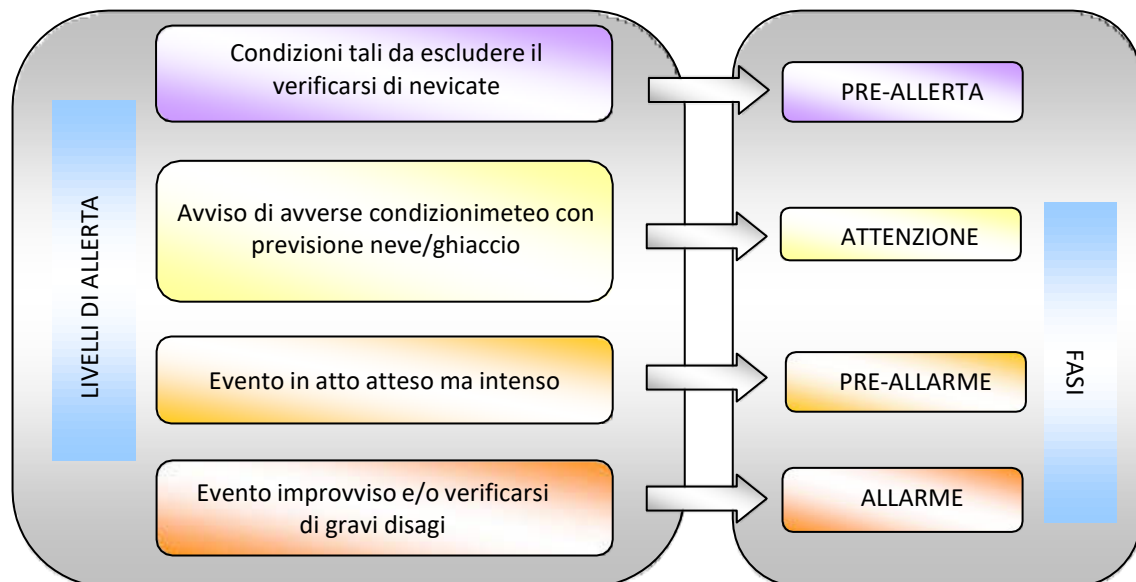 LIVELLI DI ALLERTA
Condizioni tali da escludere il
verificarsi di nevicate
PRE-ALLERTA
Avviso di avverse condizionimeteo con
previsione neve/ghiaccio
ATTENZIONE
Evento in atto atteso ma intenso
PRE-ALLARME
Evento improvviso e/o verificarsi
di gravi disagi
ALLARME
FASI